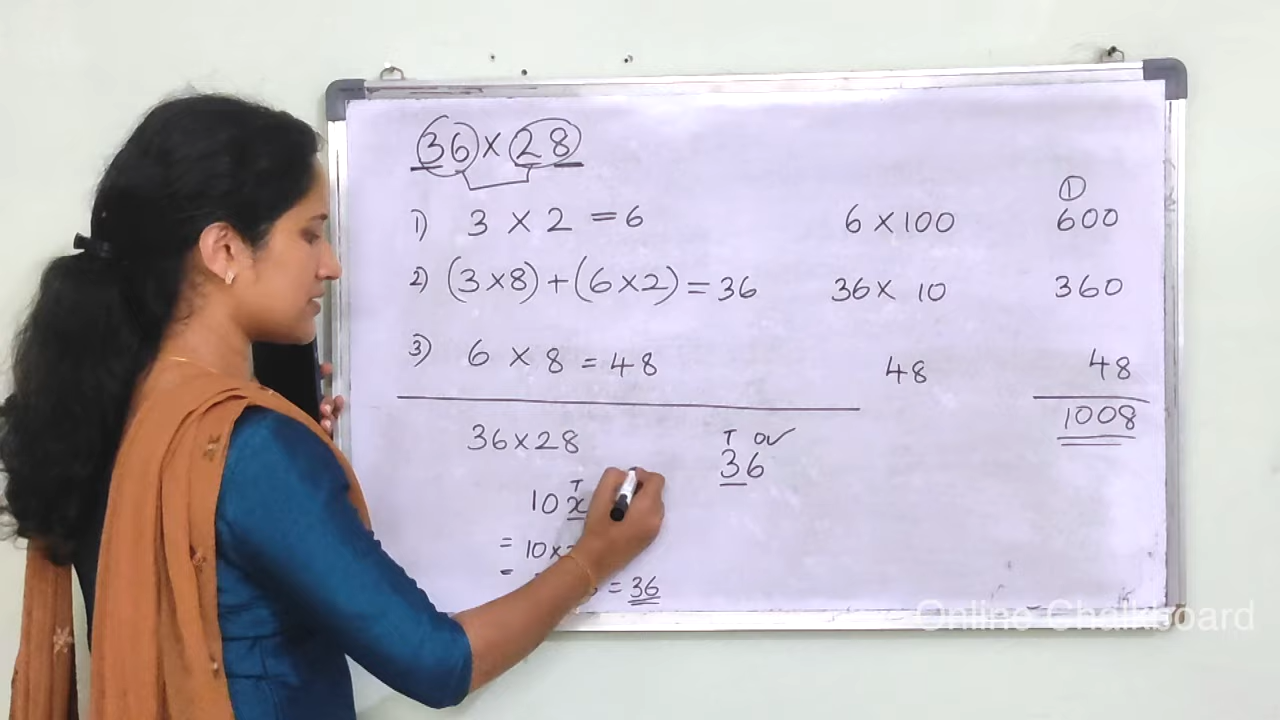 36 × 28
①
1) 3 × 2 = 6 6 × 100 600
2) (3×8) + (6×2) = 36 36 × 10 360
3) 6 × 8 = 48 48 48
1008
36×28
T
T
36
10 x
= 10×
=
= 36
Online Chalkboard